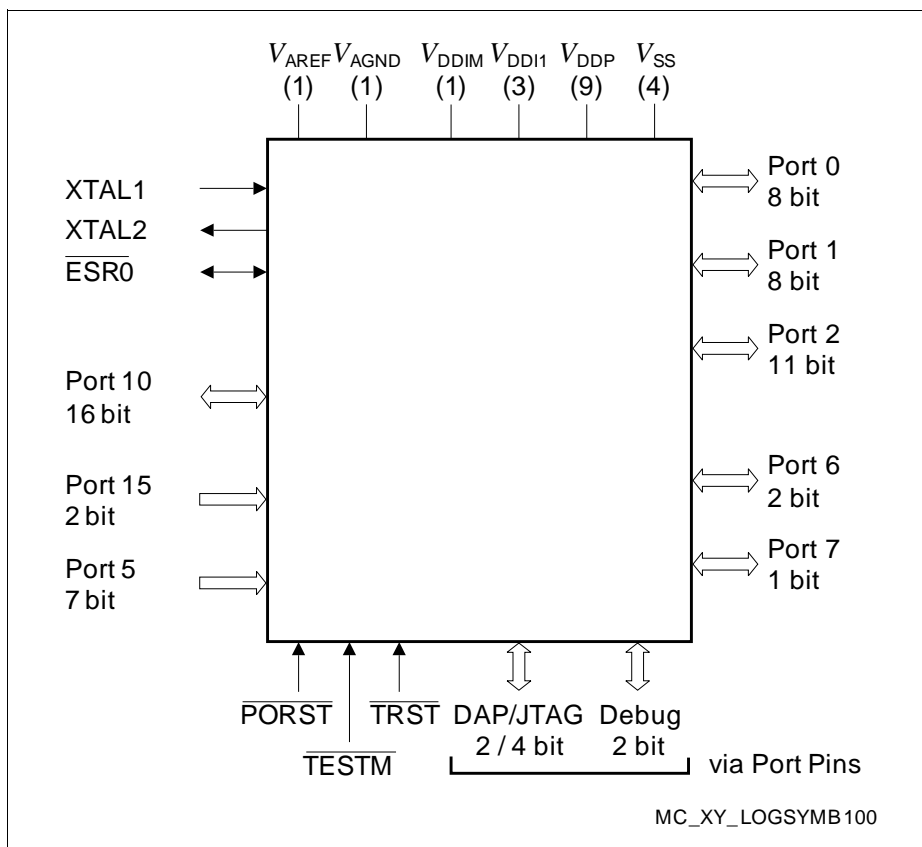 VAREF VAGND VDDIM VDDI1 VDDP VSS
(1) (1) (1) (3) (9) (4)
XTAL1
XTAL2
ESR0
Port 10
16 bit
Port 15
2 bit
Port 5
7 bit
Port 0
8 bit
Port 1
8 bit
Port 2
11 bit
Port 6
2 bit
Port 7
1 bit
PORST
TESTM
TRST
DAP/JTAG
2 / 4 bit
Debug
2 bit
via Port Pins
MC_XY_LOGSYMB100